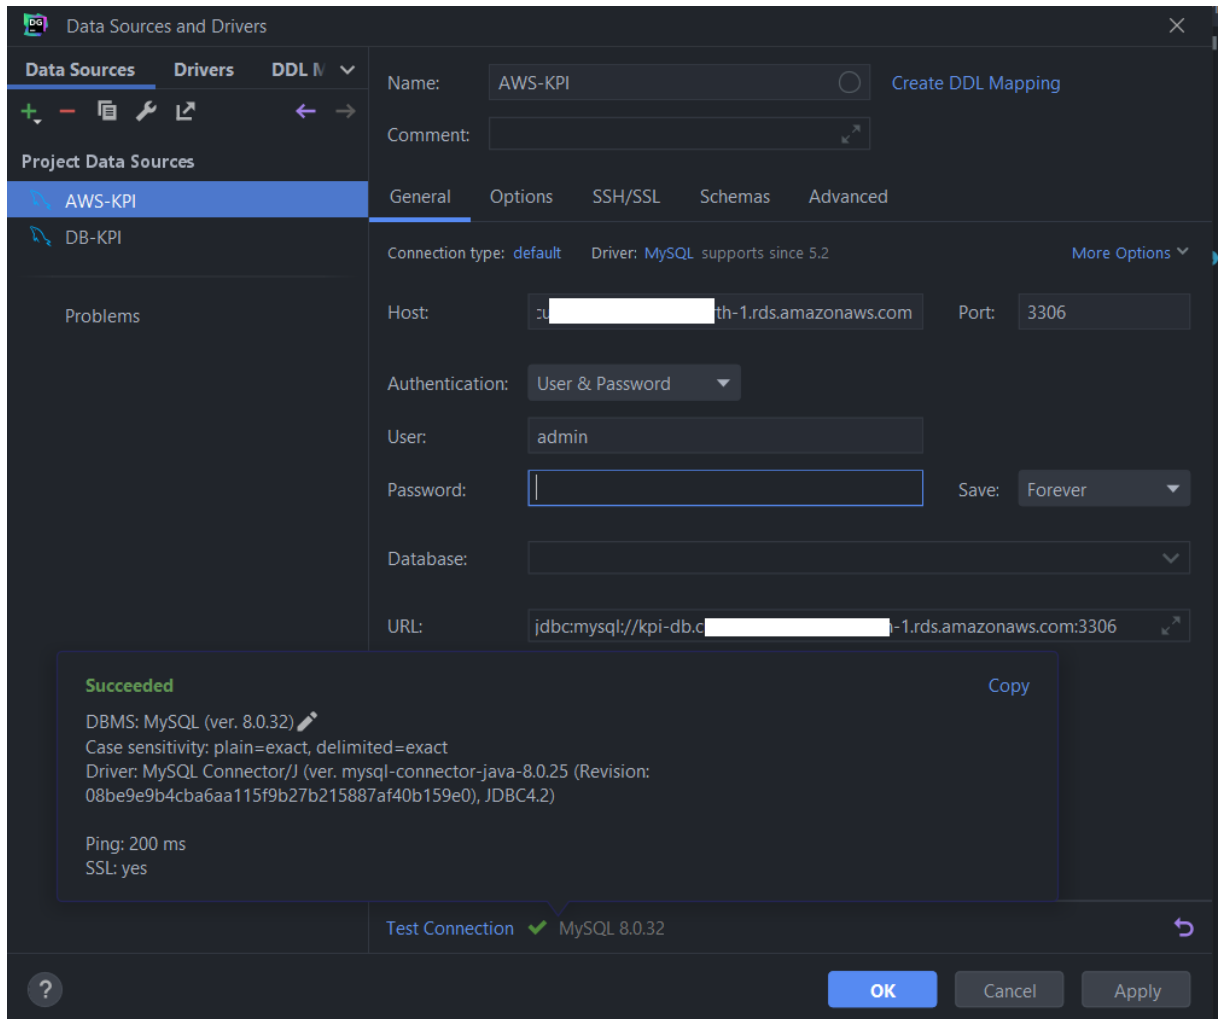 DG Data Sources and Drivers
Data Sources Drivers DDL M
Name: AWS-KPI Create DDL Mapping
Comment:
Project Data Sources
AWS-KPI
DB-KPI
Problems
General Options SSH/SSL Schemas Advanced
Connection type: default Driver: MySQL supports since 5.2 More Options
Host: cu th-1.rds.amazonaws.com Port: 3306
Authentication: User & Password
User: admin
Password: Save: Forever
Database:
URL: jdbc:mysql://kpi-db.c -1.rds.amazonaws.com:3306
Succeeded Copy
DBMS: MySQL (ver. 8.0.32)
Case sensitivity: plain=exact, delimited=exact
Driver: MySQL Connector/J (ver. mysql-connector-java-8.0.25 (Revision:
08be9e9b4cba6aa115f9b27b215887af40b159e0), JDBC4.2)
Ping: 200 ms
SSL: yes
Test Connection MySQL 8.0.32
? OK Cancel Apply